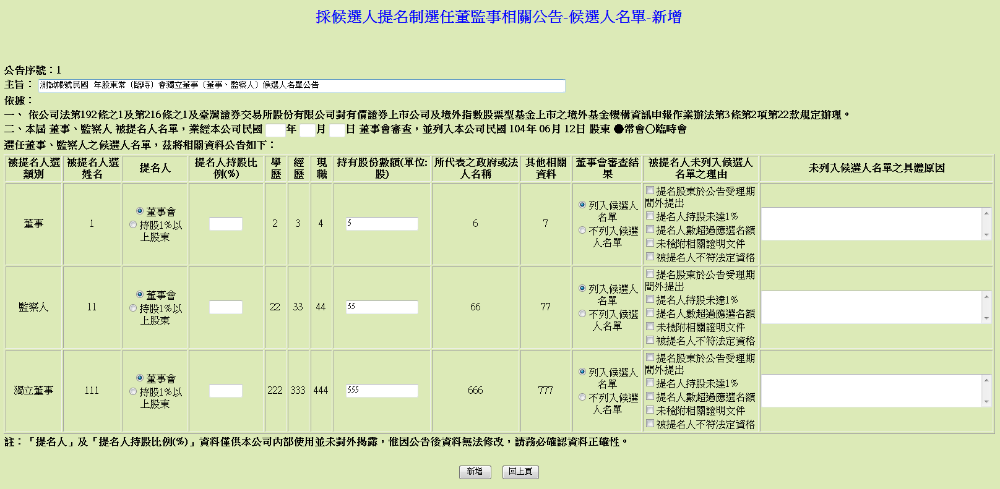 採候選人提名制選任董監事相關公告-候選人名單-新增
公告序號：1
主旨： 測試帳號民國 年股東常〔臨時〕會獨立董事〔董事、監察人〕候選人名單公告
依據：
一、 依公司法第192條之1及第216條之1及臺灣證券交易所股份有限公司對有價證券上市公司及境外指數股票型基金上市之境外基金機構資訊申報作業辦法第3條第2項第22款規定辦理。
二、本屆 董事、監察人 被提名人名單，業經本公司民國 年 月 日 董事會審查，並列入本公司民國 104年 06月 12日 股東 ●常會○臨時會
選任董事、監察人之候選人名單，茲將相關資料公告如下：
被提名人選類別 被提名人選姓名 提名人 提名人持股比例(%) 學歷 經歷 現職 持有股份數額(單位:股) 所代表之政府或法人名稱 其他相關資料 董事會審查結果 被提名人未列入候選人名單之理由 未列入候選人名單之具體原因
董事 1
董事會
持股1%以上股東
2 3 4 5 6 7
列入候選人名單
不列入候選人名單
提名股東於公告受理期間外提出
提名人持股未達1%
提名人數超過應選名額
未檢附相關證明文件
被提名人不符法定資格
監察人 11
董事會
持股1%以上股東
22 33 44 55 66 77
列入候選人名單
不列入候選人名單
提名股東於公告受理期間外提出
提名人持股未達1%
提名人數超過應選名額
未檢附相關證明文件
被提名人不符法定資格
獨立董事 111
董事會
持股1%以上股東
222 333 444 555 666 777
列入候選人名單
不列入候選人名單
提名股東於公告受理期間外提出
提名人持股未達1%
提名人數超過應選名額
未檢附相關證明文件
被提名人不符法定資格
註：「提名人」及「提名人持股比例(%)」資料僅供本公司內部使用並未對外揭露，惟因公告後資料無法修改，請務必確認資料正確性。
新增 回上頁